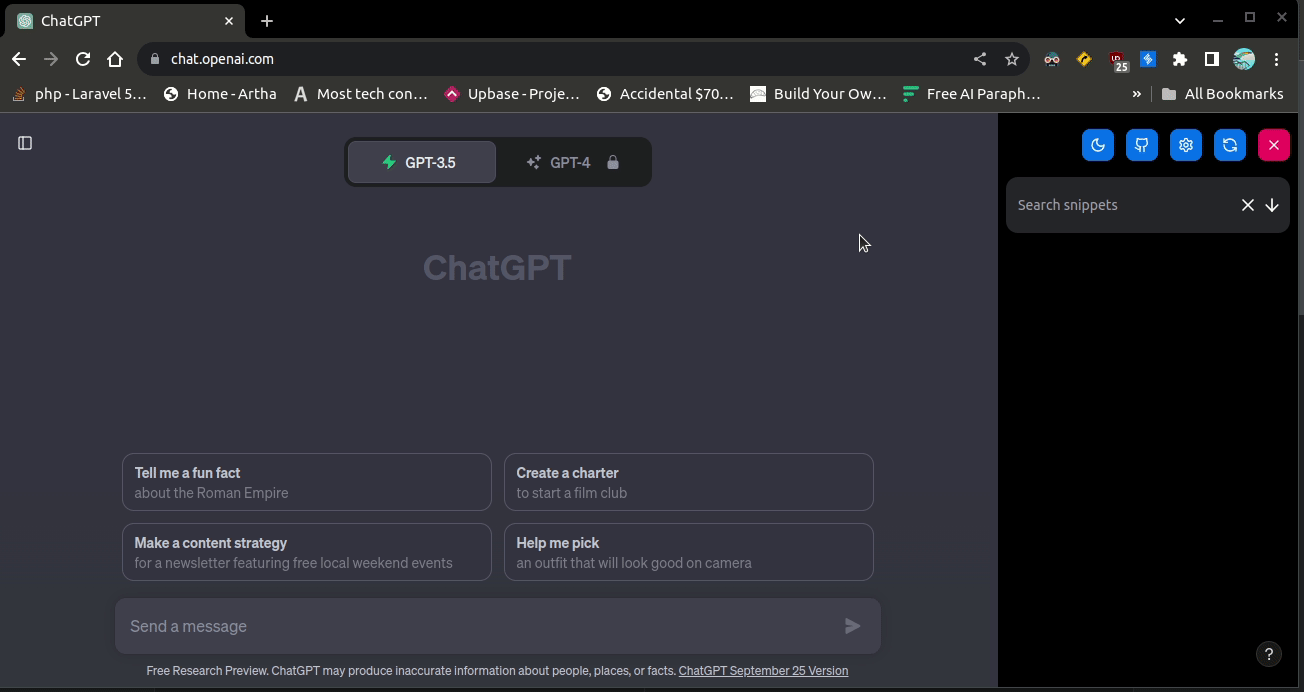 ChatGPT
chat.openai.com
25
php - Laravel 5...
Home - Artha
Most tech con...
Upbase - Proje...
Accidental $70...
Build Your Ow...
Free AI Paraph...
»
All Bookmarks
GPT-3.5
GPT-4
Search snippets
ChatGPT
Tell me a fun fact
about the Roman Empire
Create a charter
to start a film club
Make a content strategy
for a newsletter featuring free local weekend events
Help me pick
an outfit that will look good on camera
Send a message
Free Research Preview. ChatGPT may produce inaccurate information about people, places, or facts. ChatGPT September 25 Version
?